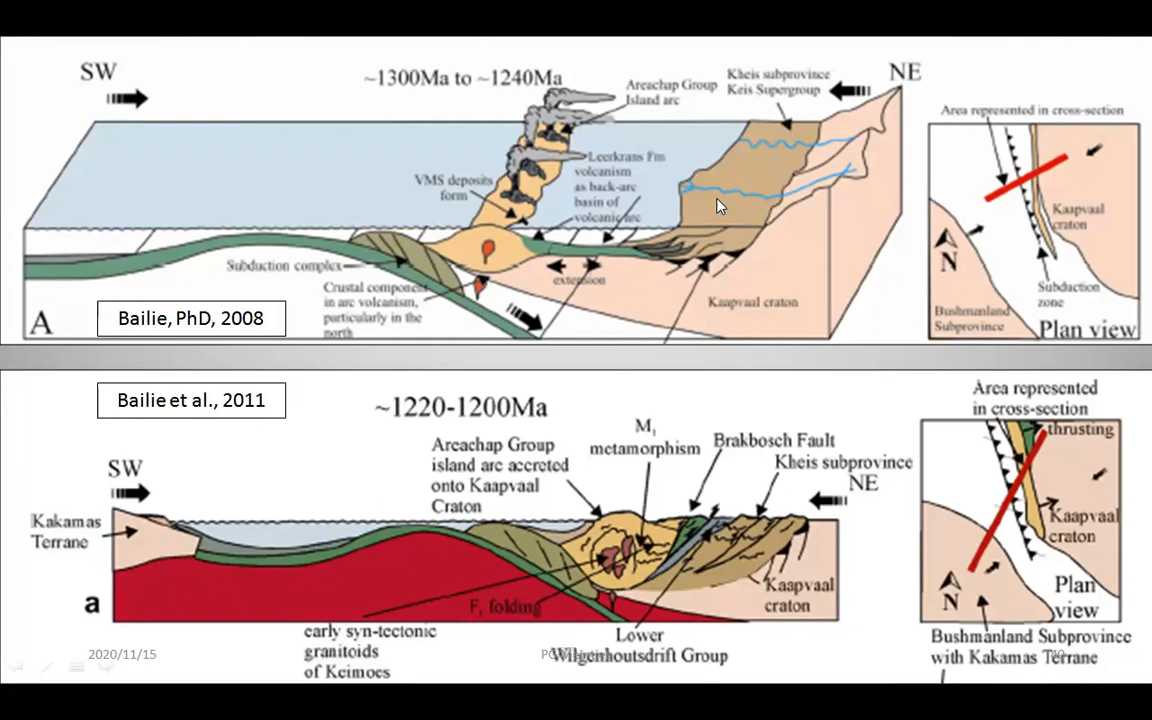 SW
~1300Ma to ~1240Ma
Areachap Group
Island arc
Kheis subprovince
Keis Supergroup
NE
Area represented in cross-section
VMS deposits
form
Leerkrans Fm
volcanism
as back-arc
basin of
volcanic arc
Subduction complex
extension
Crustal component
in arc volcanism,
particularly in the
north
Kaapvaal craton
A
Bailie, PhD, 2008
Kaapvaal
craton
N
Subduction
zone
Bushmanland
Subprovince
Plan view
Bailie et al., 2011
~1220-1200Ma
SW
Areachap Group
island arc accreted
onto Kaapvaal
Craton
M1
metamorphism
Brakbosch Fault
Kheis subprovince
NE
Kakamas
Terrane
F1 folding
Kaapvaal
craton
a
early syn-tectonic
granitoids
of Keimoes
Lower
Wilgenhoutsdrift Group
Area represented
in cross-section
thrusting
Kaapvaal
craton
N
Plan
view
Bushmanland Subprovince
with Kakamas Terrane
2020/11/15